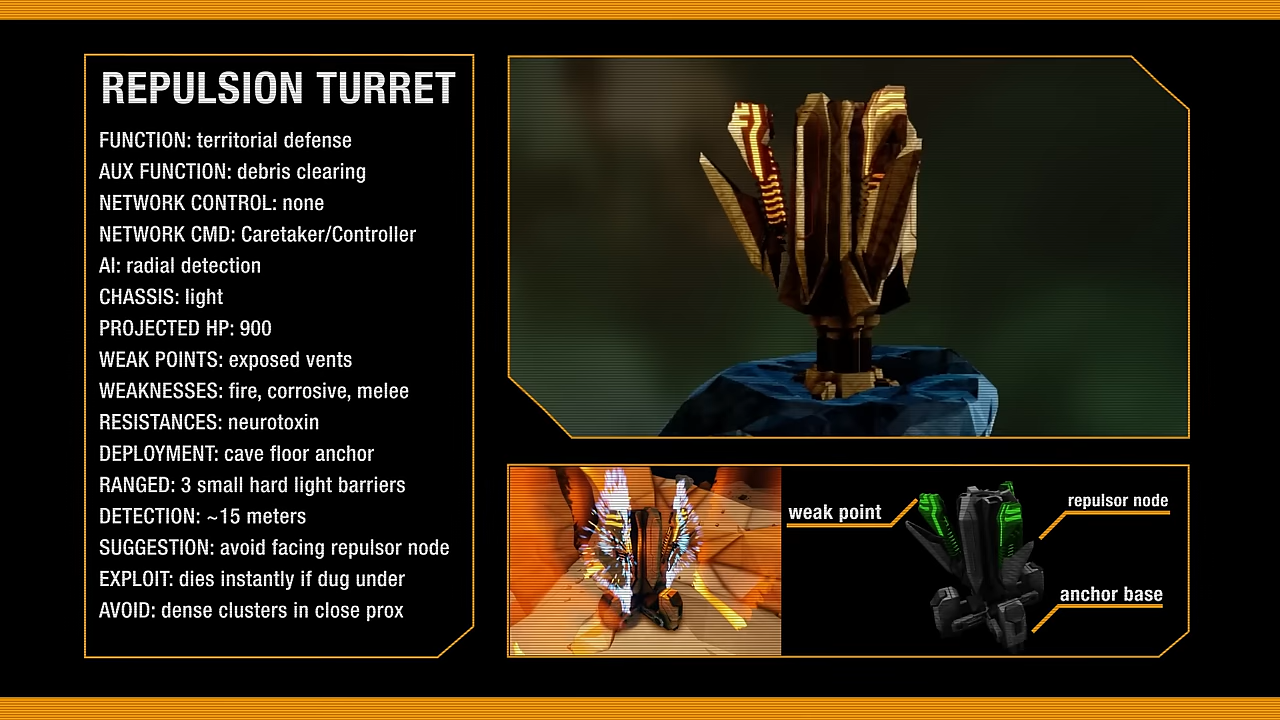 REPULSION TURRET
FUNCTION: territorial defense
AUX FUNCTION: debris clearing
NETWORK CONTROL: none
NETWORK CMD: Caretaker/Controller
AI: radial detection
CHASSIS: light
PROJECTED HP: 900
WEAK POINTS: exposed vents
WEAKNESSES: fire, corrosive, melee
RESISTANCES: neurotoxin
DEPLOYMENT: cave floor anchor
RANGED: 3 small hard light barriers
DETECTION: ~15 meters
SUGGESTION: avoid facing repulsor node
EXPLOIT: dies instantly if dug under
AVOID: dense clusters in close prox
weak point
repulsor node
anchor base